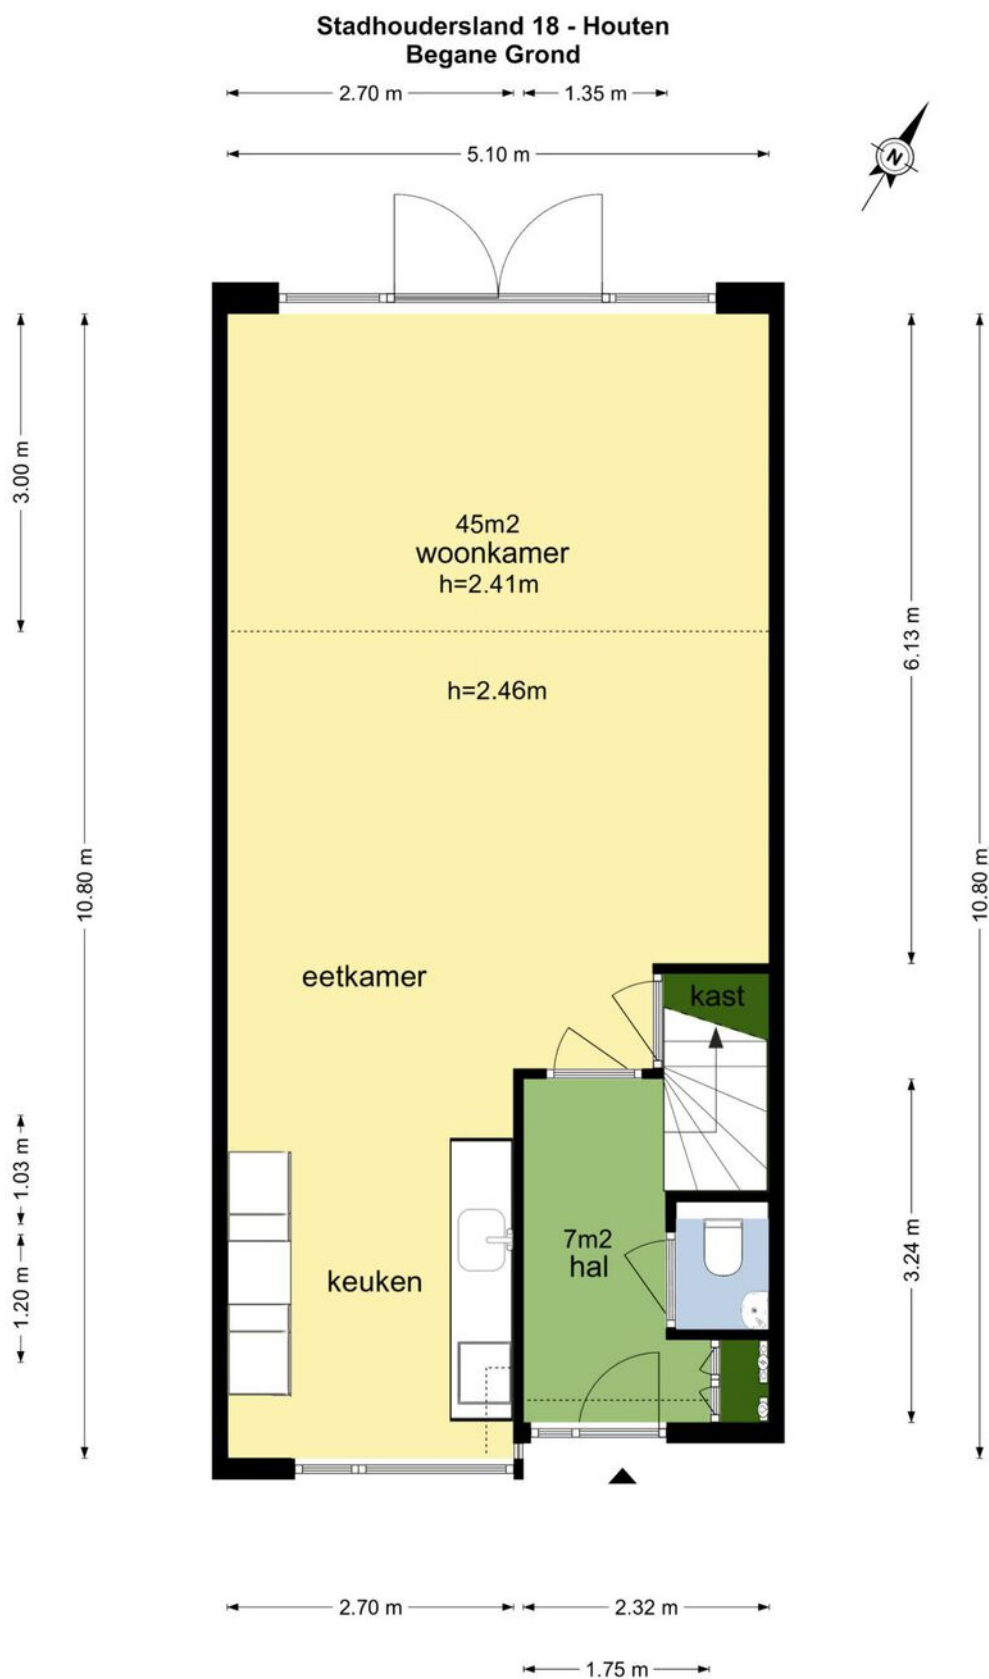 Stadhoudersland 18 - Houten
Begane Grond
2.70 m
1.35 m
5.10 m
N
45m2
woonkamer
h=2.41m
h=2.46m
3.00 m
10.80 m
6.13 m
10.80 m
eetkamer
kast
1.03 m
1.20 m
keuken
7m2
hal
3.24 m
2.70 m
2.32 m
1.75 m